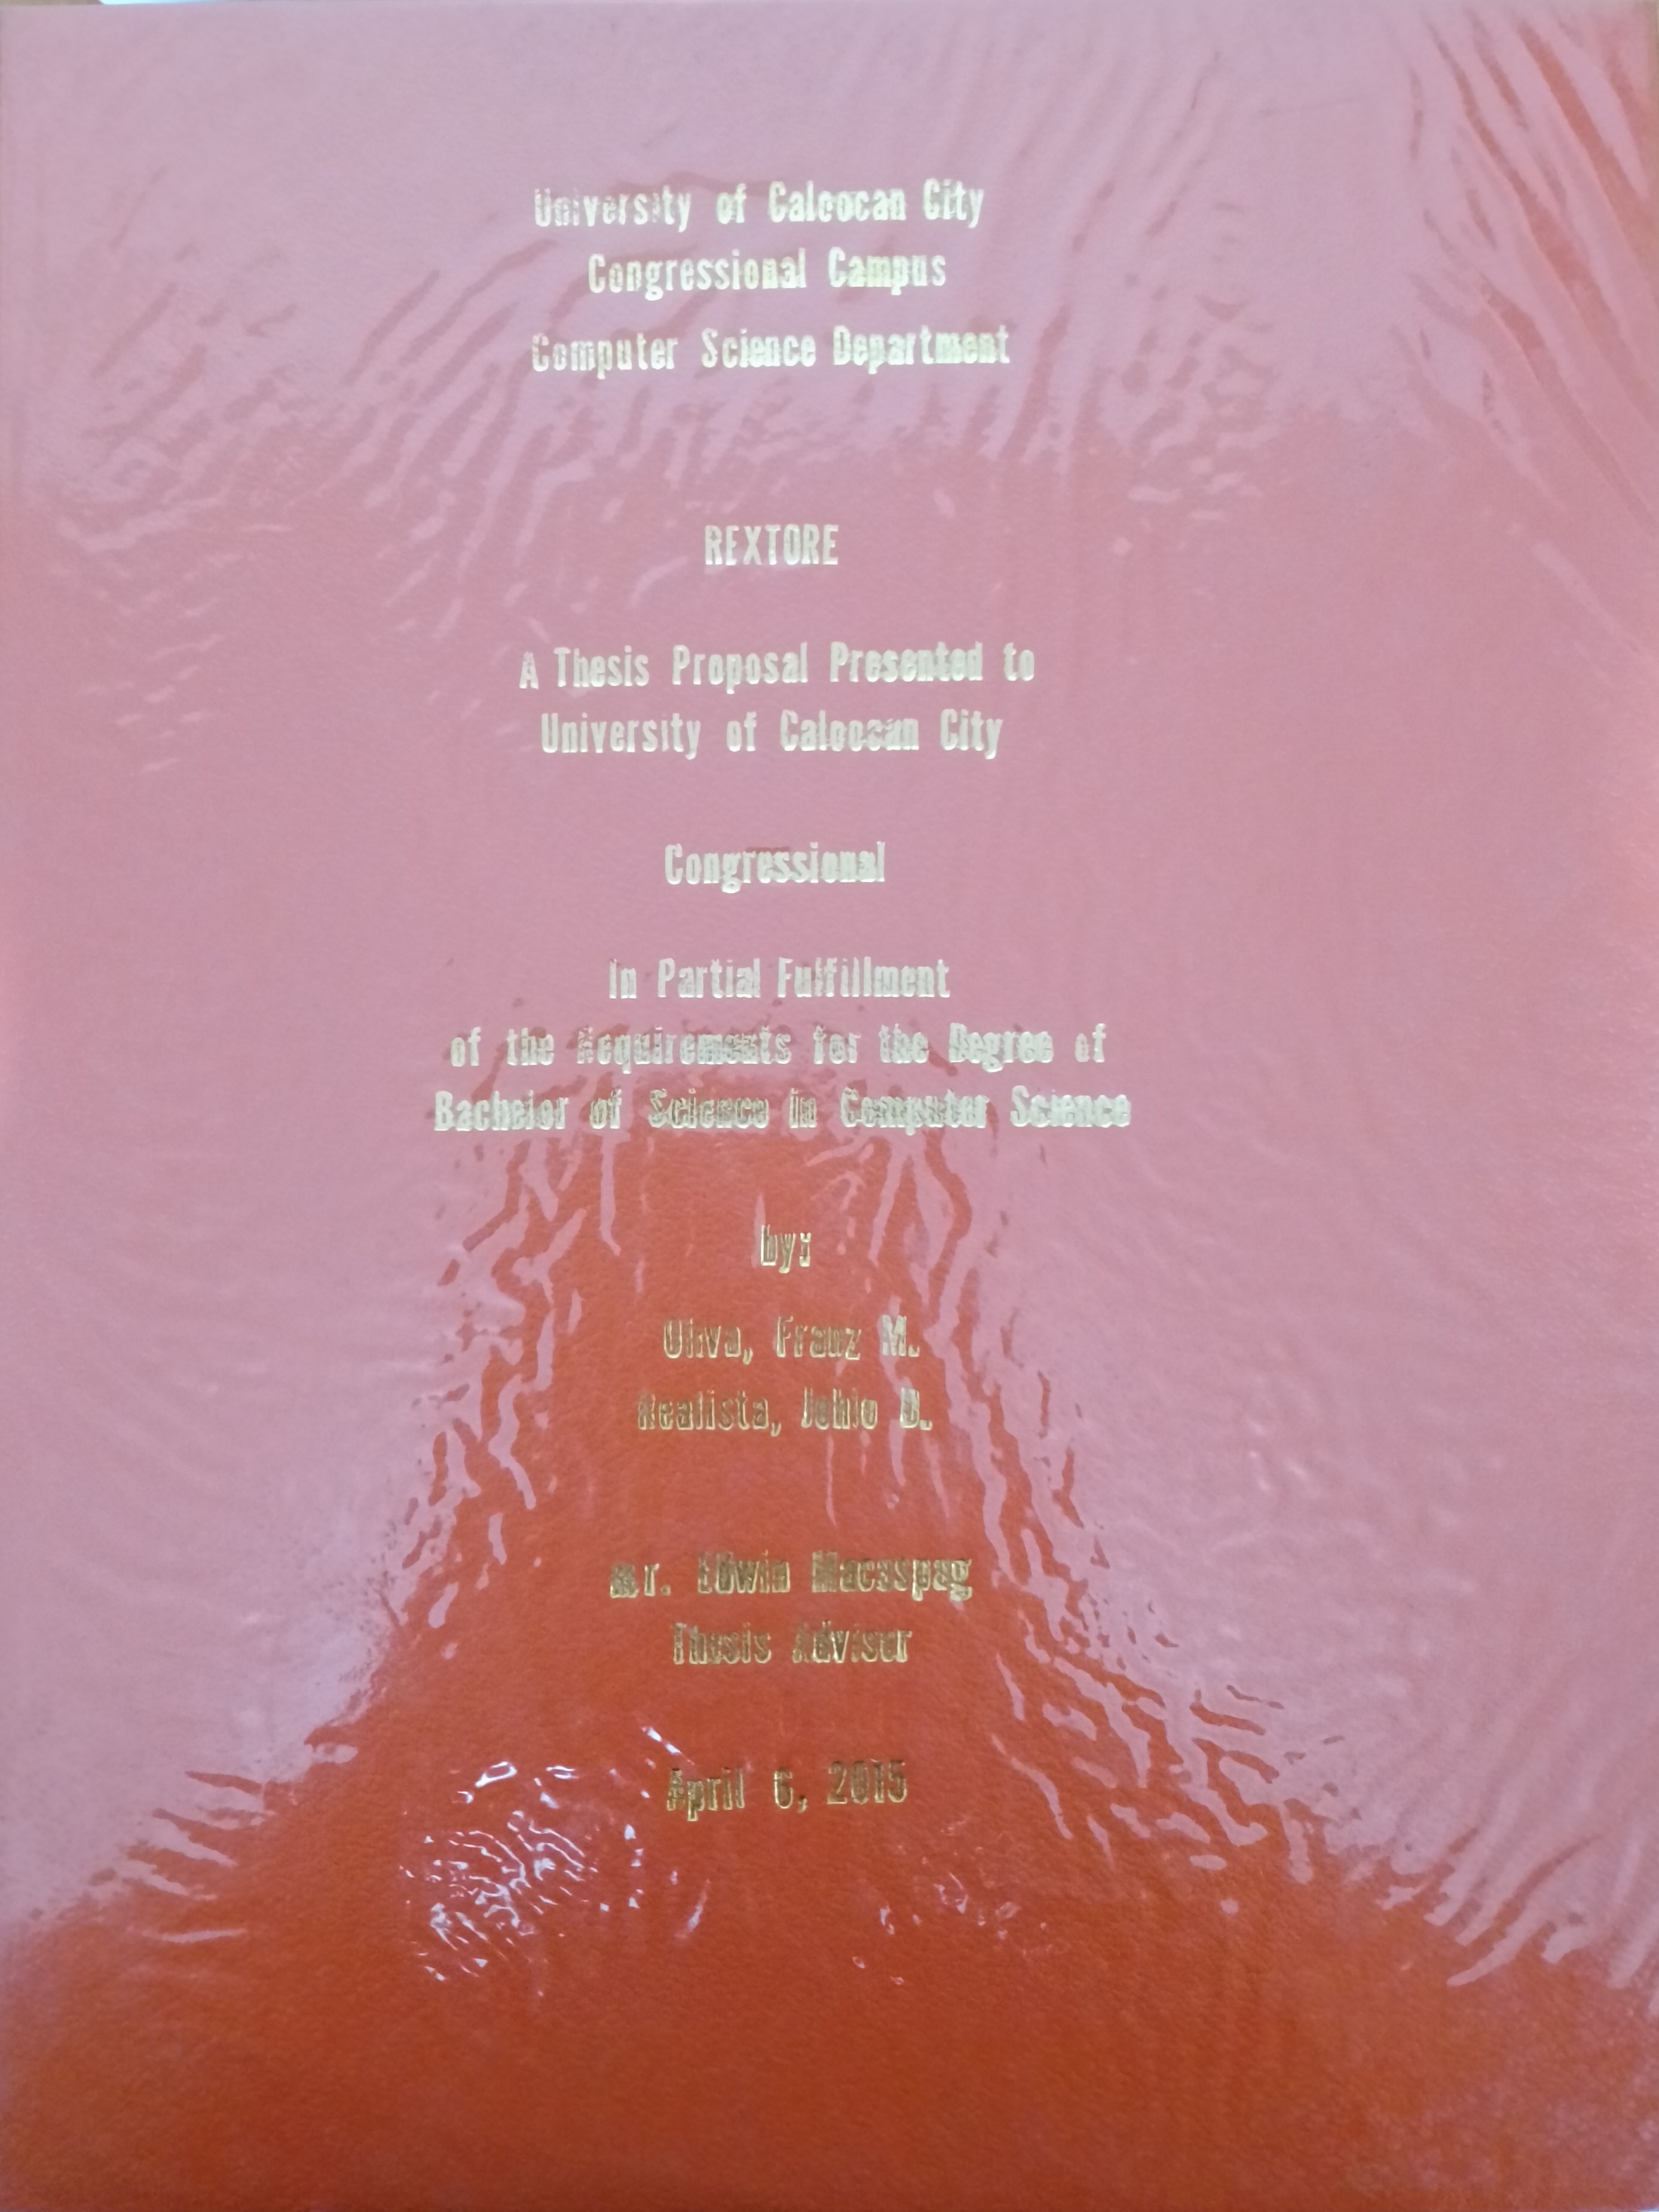 University of Caloocan City
Congressional Campus
Computer Science Department
REXTORE
A Thesis Proposal Presented to
University of Caloocan City
Congressional
In Partial Fulfillment
of the Requirements for the Degree of
Bachelor of Science in Computer Science
by:
Oliva, Franz M.
Realista, Johlo D.
Mr. Edwin Macaspag
Thesis Adviser
April 6, 2015